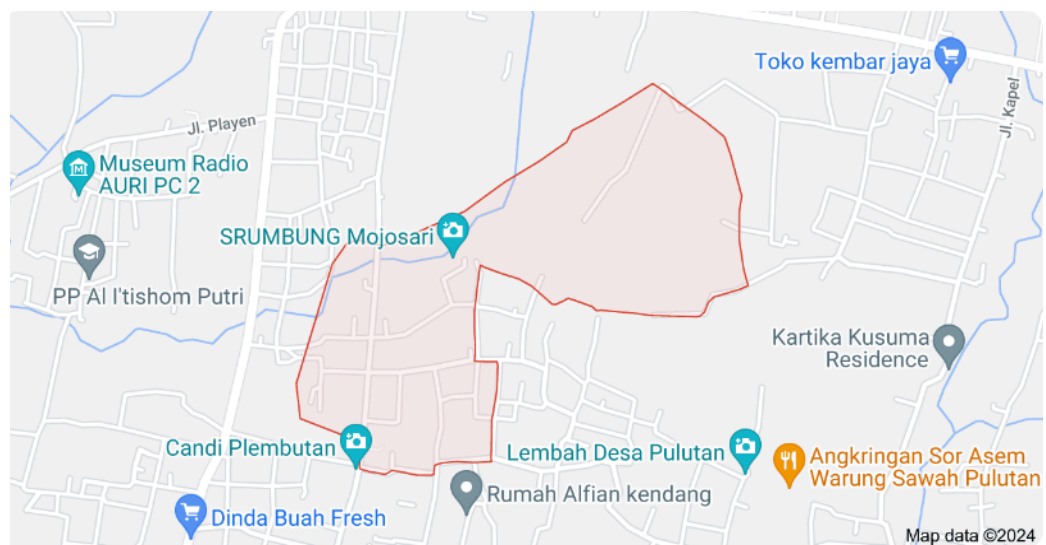 Toko kembar jaya
Jl. Kapel
Jl. Playen
Museum Radio
AURI PC 2
SRUMBUNG Mojosari
PP Al I'tishom Putri
Kartika Kusuma
Residence
Candi Plembutan
Lembah Desa Pulutan
Angkringan Sor Asem
Warung Sawah Pulutan
Rumah Alfian kendang
Dinda Buah Fresh
Map data ©2024